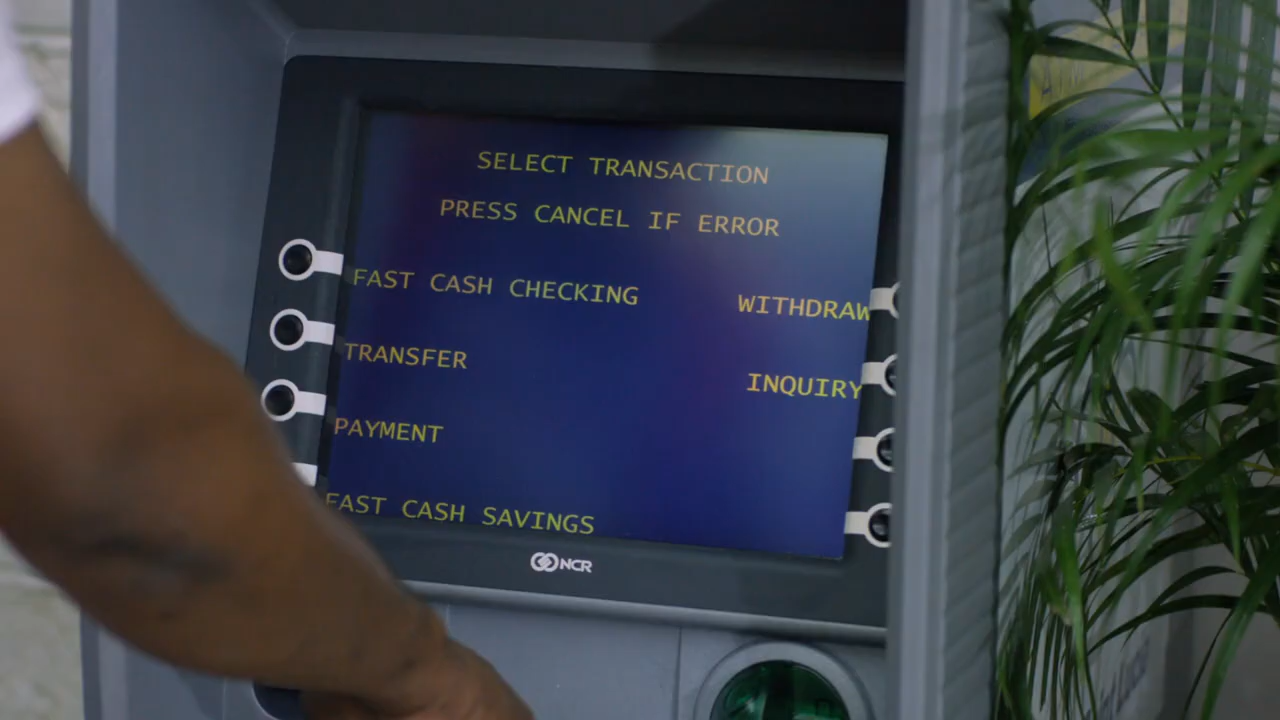 SELECT TRANSACTION
PRESS CANCEL IF ERROR
FAST CASH CHECKING
WITHDRAW
TRANSFER
INQUIRY
PAYMENT
FAST CASH SAVINGS
NCR